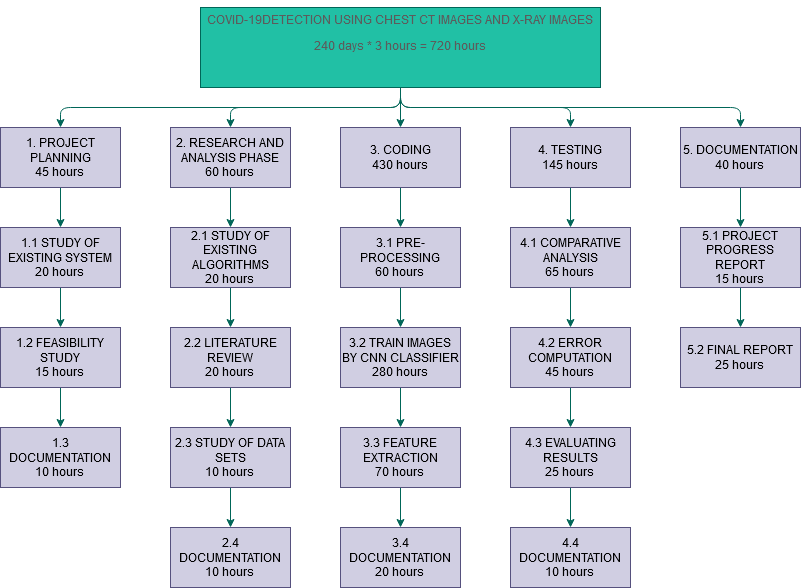 COVID-19DETECTION USING CHEST CT IMAGES AND X-RAY IMAGES
240 days * 3 hours = 720 hours
1. PROJECT
PLANNING
45 hours
2. RESEARCH AND
ANALYSIS PHASE
60 hours
3. CODING
430 hours
4. TESTING
145 hours
5. DOCUMENTATION
40 hours
1.1 STUDY OF
EXISTING SYSTEM
20 hours
2.1 STUDY OF
EXISTING
ALGORITHMS
20 hours
3.1 PRE-
PROCESSING
60 hours
4.1 COMPARATIVE
ANALYSIS
65 hours
5.1 PROJECT
PROGRESS
REPORT
15 hours
1.2 FEASIBILITY
STUDY
15 hours
2.2 LITERATURE
REVIEW
20 hours
3.2 TRAIN IMAGES
BY CNN CLASSIFIER
280 hours
4.2 ERROR
COMPUTATION
45 hours
5.2 FINAL REPORT
25 hours
1.3
DOCUMENTATION
10 hours
2.3 STUDY OF DATA
SETS
10 hours
3.3 FEATURE
EXTRACTION
70 hours
4.3 EVALUATING
RESULTS
25 hours
2.4
DOCUMENTATION
10 hours
3.4
DOCUMENTATION
20 hours
4.4
DOCUMENTATION
10 hours